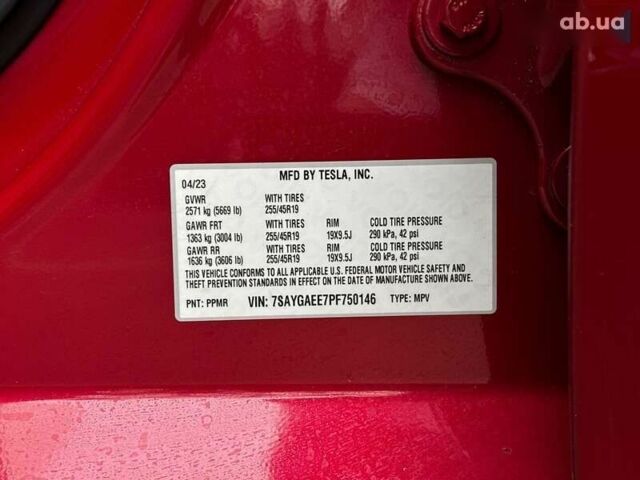 ab.ua
MFD BY TESLA, INC.
04/23
GVWR WITH TIRES
2571 kg (5669 lb) 255/45R19
GAWR FRT WITH TIRES RIM COLD TIRE PRESSURE
1363 kg (3004 lb) 255/45R19 19X9.5J 290 kPa, 42 psi
GAWR RR WITH TIRES RIM COLD TIRE PRESSURE
1636 kg (3606 lb) 255/45R19 19X9.5J 290 kPa, 42 psi
THIS VEHICLE CONFORMS TO ALL APPLICABLE U.S. FEDERAL MOTOR VEHICLE SAFETY AND
THEFT PREVENTION STANDARDS IN EFFECT ON THE DATE OF MANUFACTURE SHOWN ABOVE.
PNT: PPMR VIN: 7SAYGAEE7PF750146 TYPE: MPV